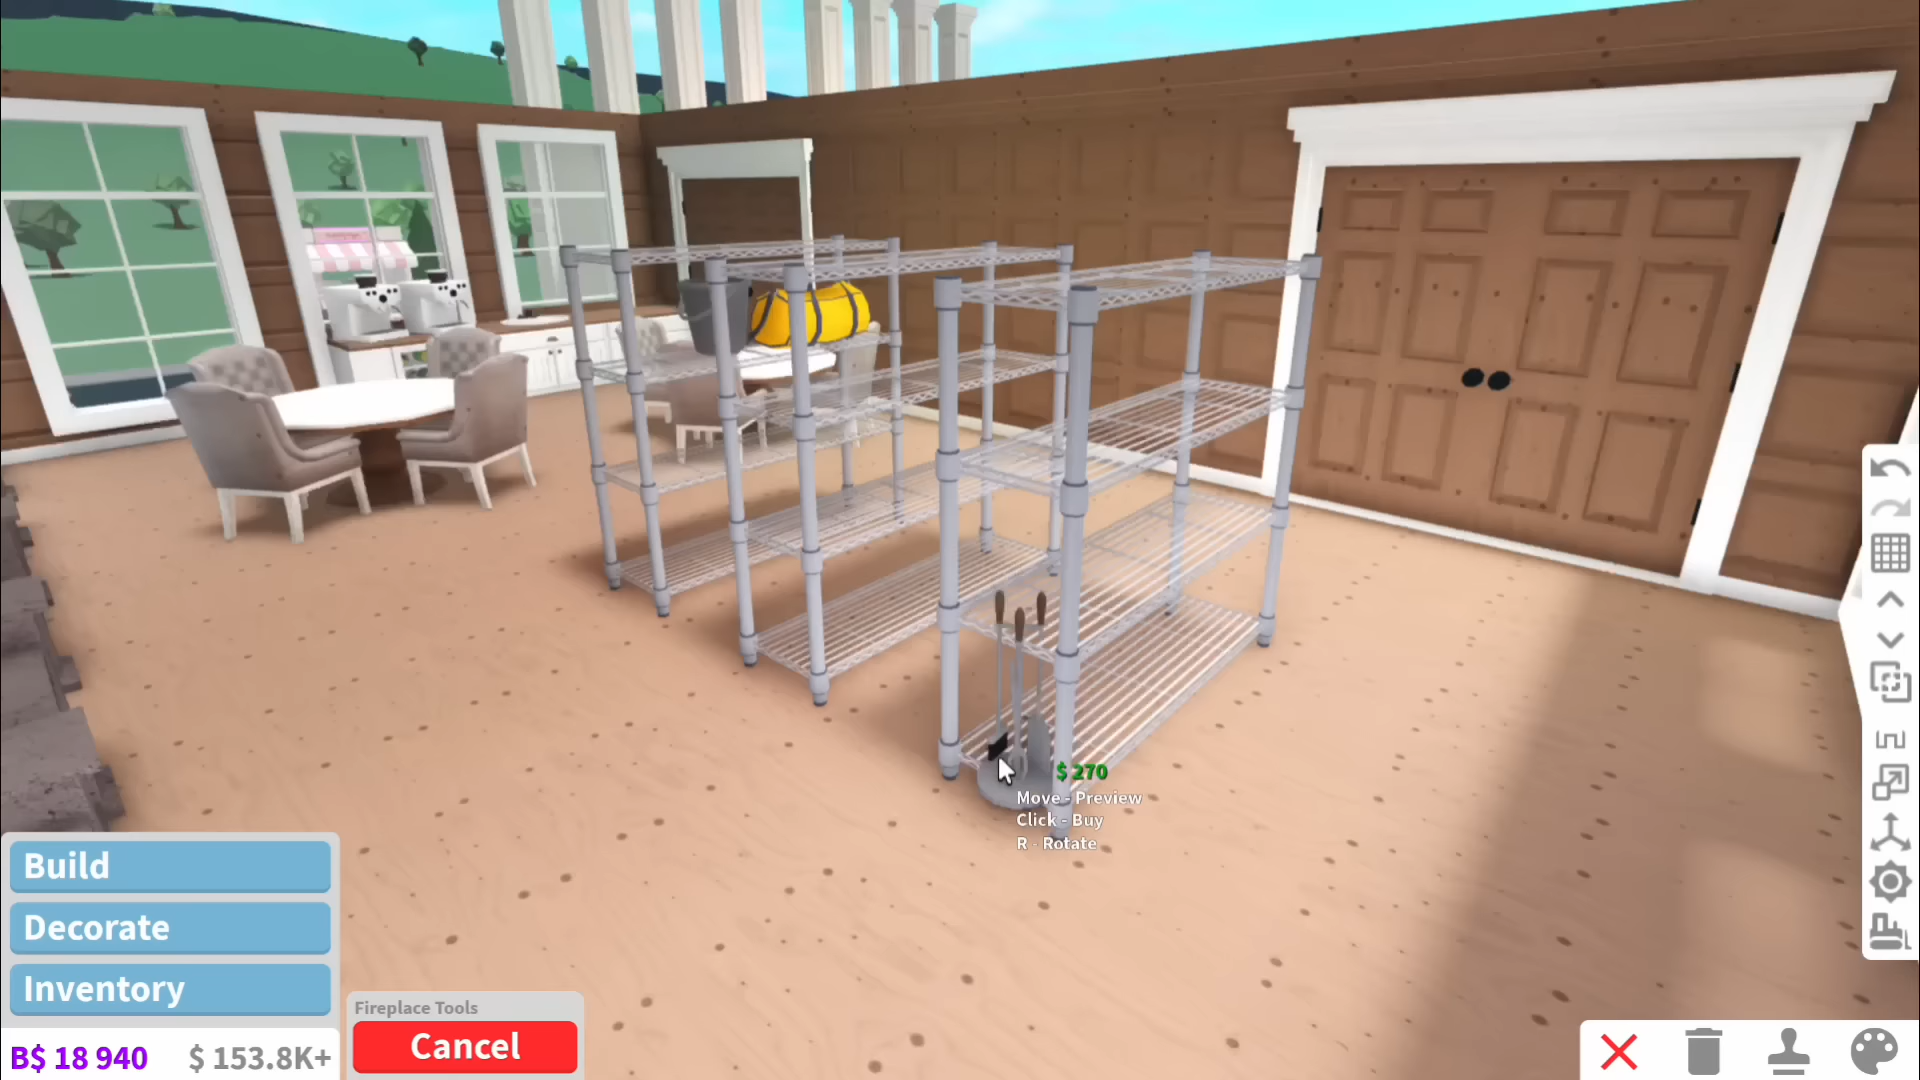 $ 270
Move - Preview
Click - Buy
R - Rotate
Build
Decorate
Inventory
Fireplace Tools
Cancel
B$ 18 940
$ 153.8K+